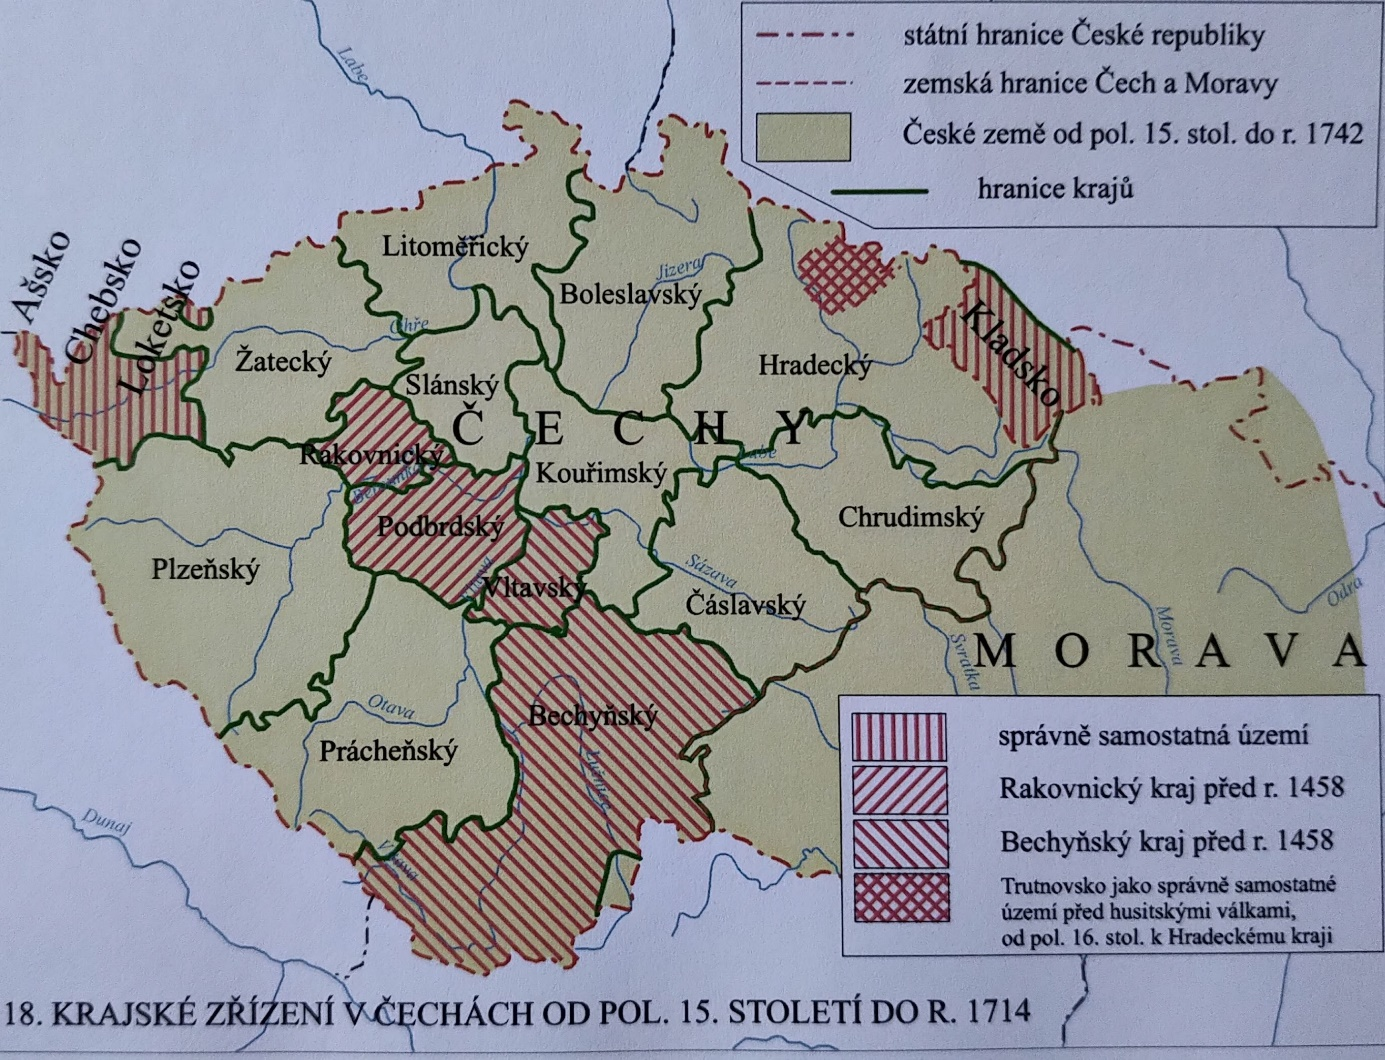 státní hranice České republiky
zemská hranice Čech a Moravy
České země od pol. 15. stol. do r. 1742
hranice krajů
Labe
Ašsko
Chebsko
Loketsko
Litoměřický
Jizera
Boleslavský
Ohře
Žatecký
Slánský
Hradecký
Kladsko
Č E C H Y
Rakovnický
Berounka
Labe
Kouřimský
Podbrdský
Chrudimský
Plzeňský
Vltava
Vltavský
Sázava
Čáslavský
Odra
Morava
Svratka
M O R A V A
Otava
Bechyňský
Prácheňský
Lužnice
Dunaj
Vltava
správně samostatná území
Rakovnický kraj před r. 1458
Bechyňský kraj před r. 1458
Trutnovsko jako správně samostatné
území před husitskými válkami,
od pol. 16. stol. k Hradeckému kraji
18. KRAJSKÉ ZŘÍZENÍ V ČECHÁCH OD POL. 15. STOLETÍ DO R. 1714